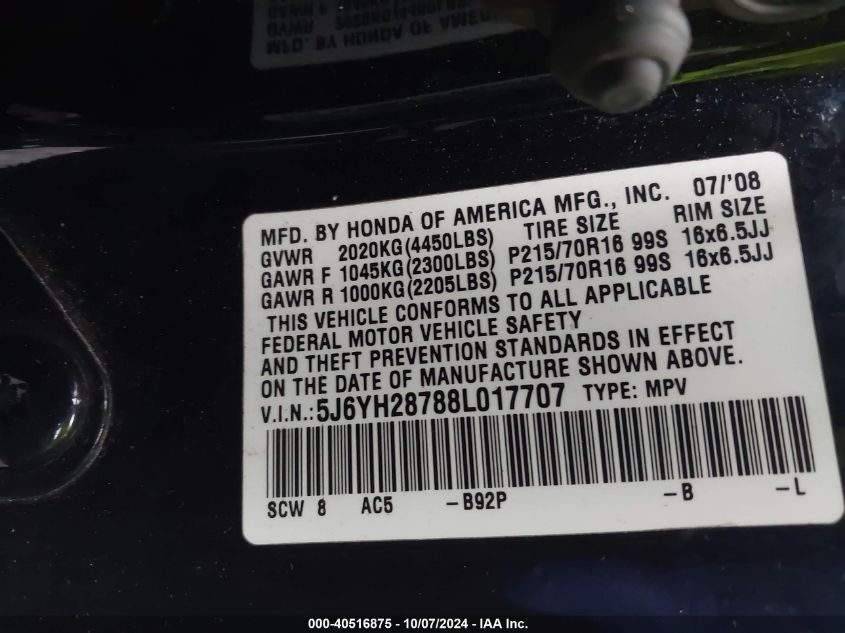 MFD. BY HONDA OF AMERICA MFG., INC. 07/'08
GVWR 2020KG(4450LBS) TIRE SIZE RIM SIZE
GAWR F 1045KG(2300LBS) P215/70R16 99S 16x6.5JJ
GAWR R 1000KG(2205LBS) P215/70R16 99S 16x6.5JJ
THIS VEHICLE CONFORMS TO ALL APPLICABLE
FEDERAL MOTOR VEHICLE SAFETY
AND THEFT PREVENTION STANDARDS IN EFFECT
ON THE DATE OF MANUFACTURE SHOWN ABOVE.
V.I.N.:5J6YH28788L017707 TYPE: MPV
SCW 8 AC5 -B92P -B -L
000-40516875 - 10/07/2024 - IAA Inc.